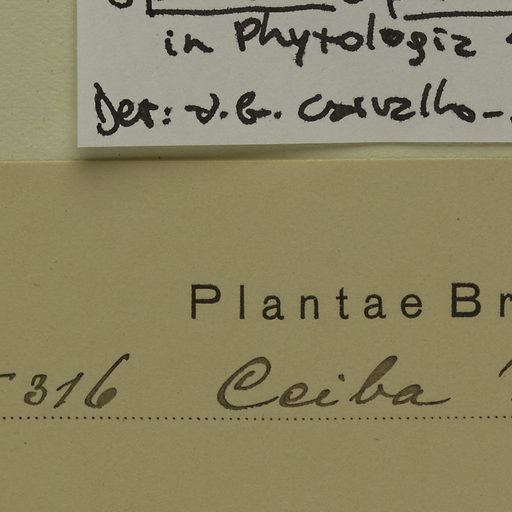 in Phytologia
Det: J.G. Carvalho-
Plantae Br
316 Ceiba